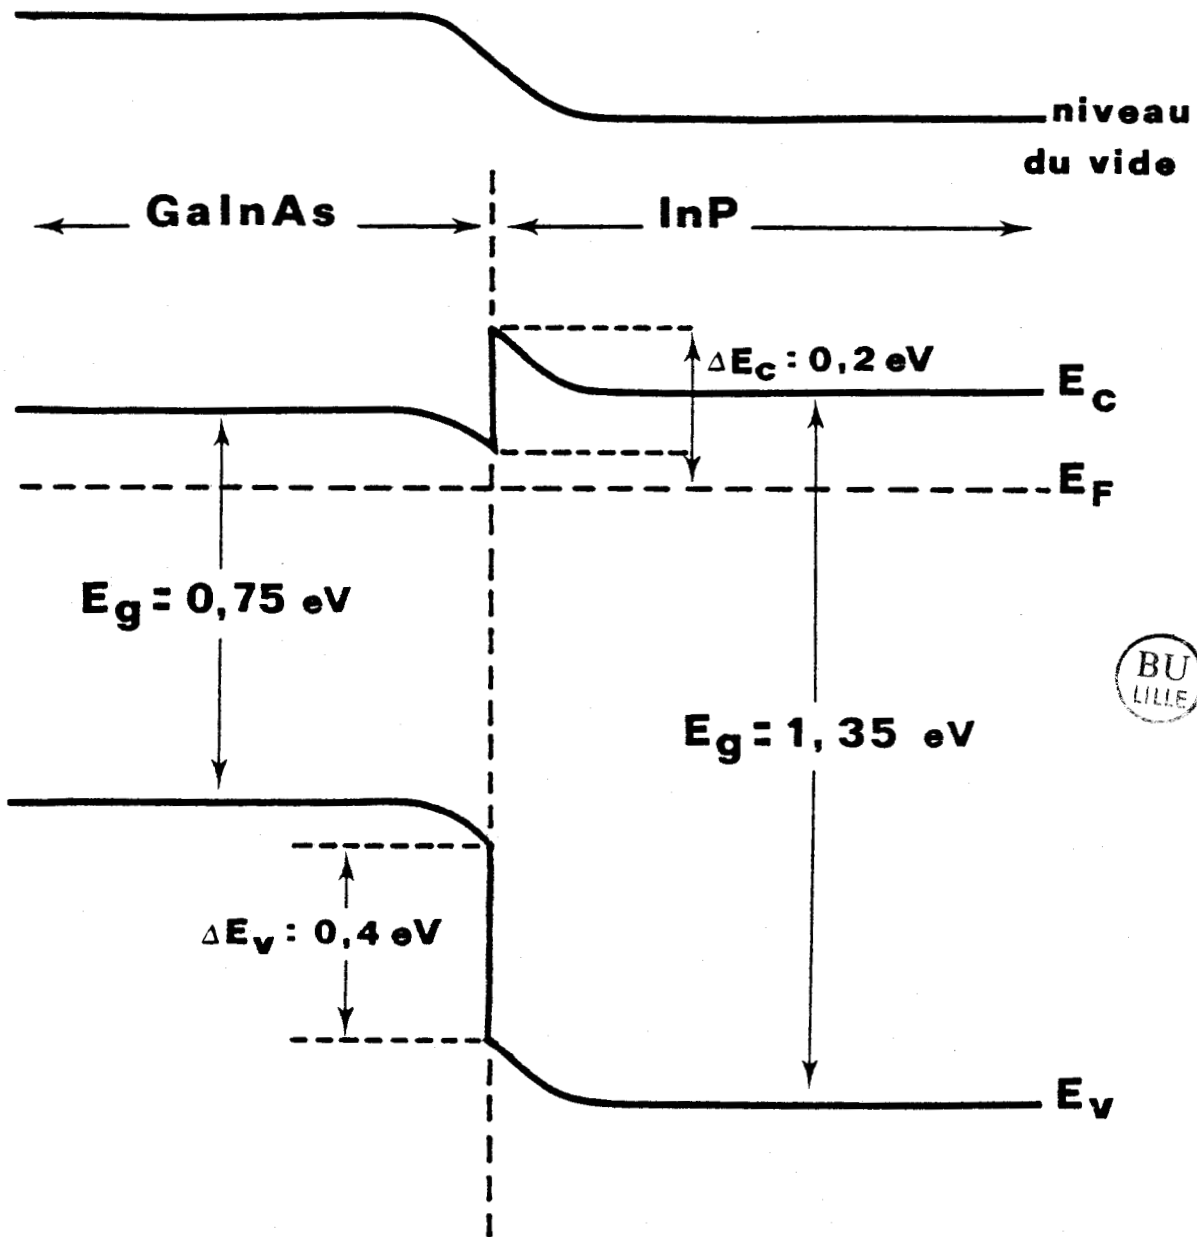 niveau
du vide
GaInAs
InP
ΔEc : 0,2 eV
Ec
EF
Eg = 0,75 eV
BU
LILLE
Eg = 1,35 eV
ΔEv : 0,4 eV
Ev